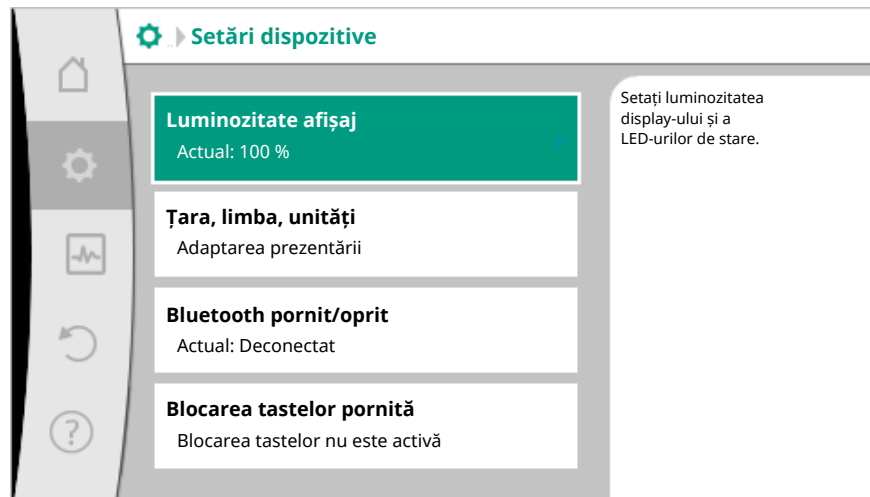 Setări dispozitive
Luminozitate afișaj
Actual: 100 %
Țara, limba, unități
Adaptarea prezentării
Bluetooth pornit/oprit
Actual: Deconectat
Blocarea tastelor pornită
Blocarea tastelor nu este activă
Setați luminozitatea
display-ului și a
LED-urilor de stare.